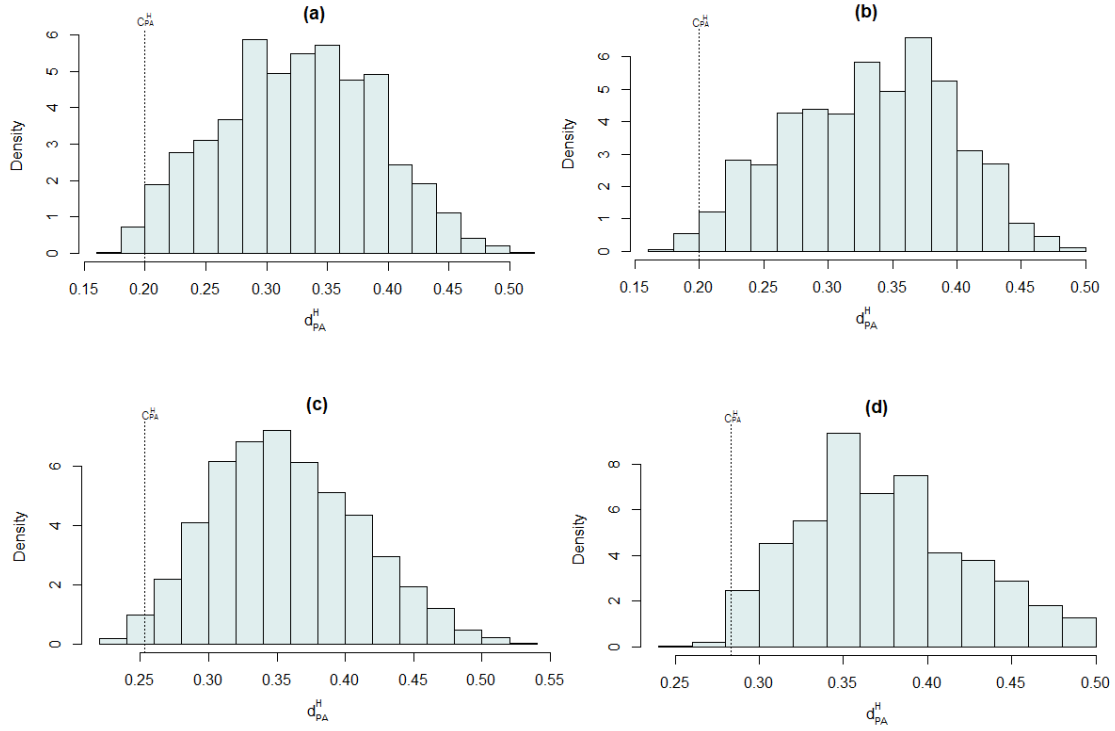 (a)
C_PA^H
Density
0 1 2 3 4 5 6
0.15 0.20 0.25 0.30 0.35 0.40 0.45 0.50
d_PA^H
(b)
C_PA^H
Density
0 1 2 3 4 5 6
0.15 0.20 0.25 0.30 0.35 0.40 0.45 0.50
d_PA^H
(c)
C_PA^H
Density
0 2 4 6
0.25 0.30 0.35 0.40 0.45 0.50 0.55
d_PA^H
(d)
C_PA^H
Density
0 2 4 6 8
0.25 0.30 0.35 0.40 0.45 0.50
d_PA^H